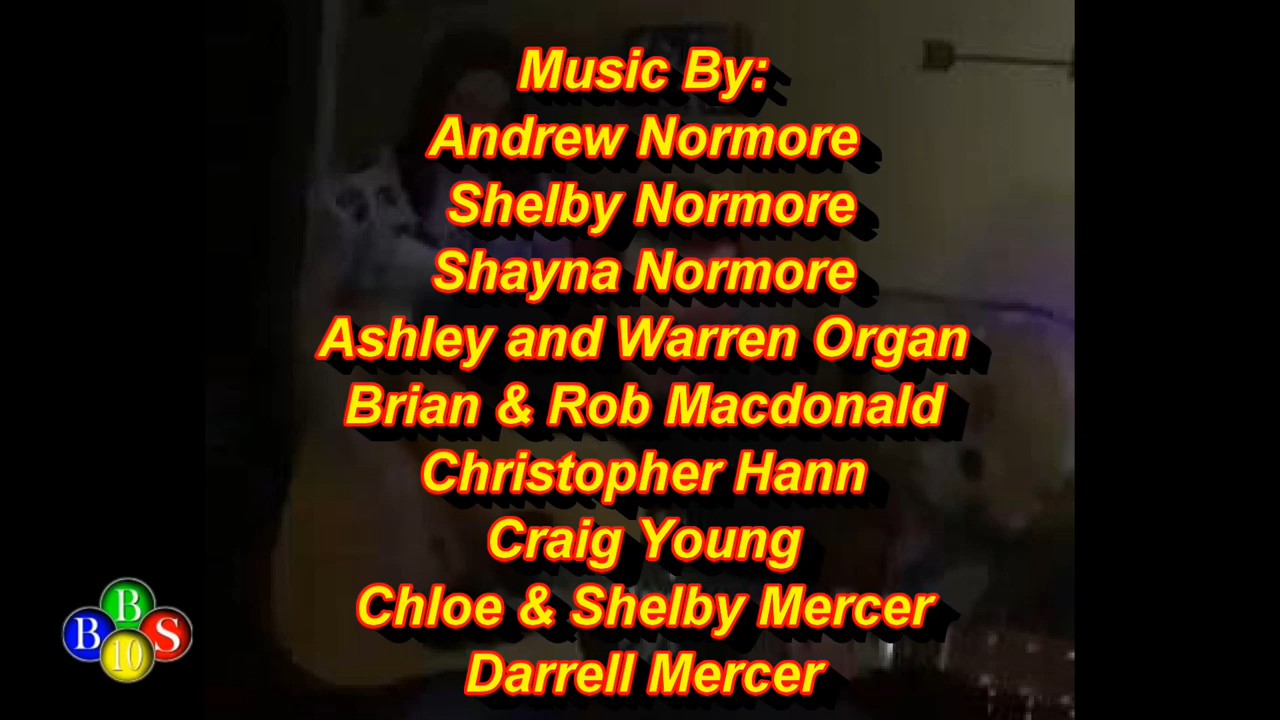 Music By:
Andrew Normore
Shelby Normore
Shayna Normore
Ashley and Warren Organ
Brian & Rob Macdonald
Christopher Hann
Craig Young
Chloe & Shelby Mercer
Darrell Mercer
B
B S
10